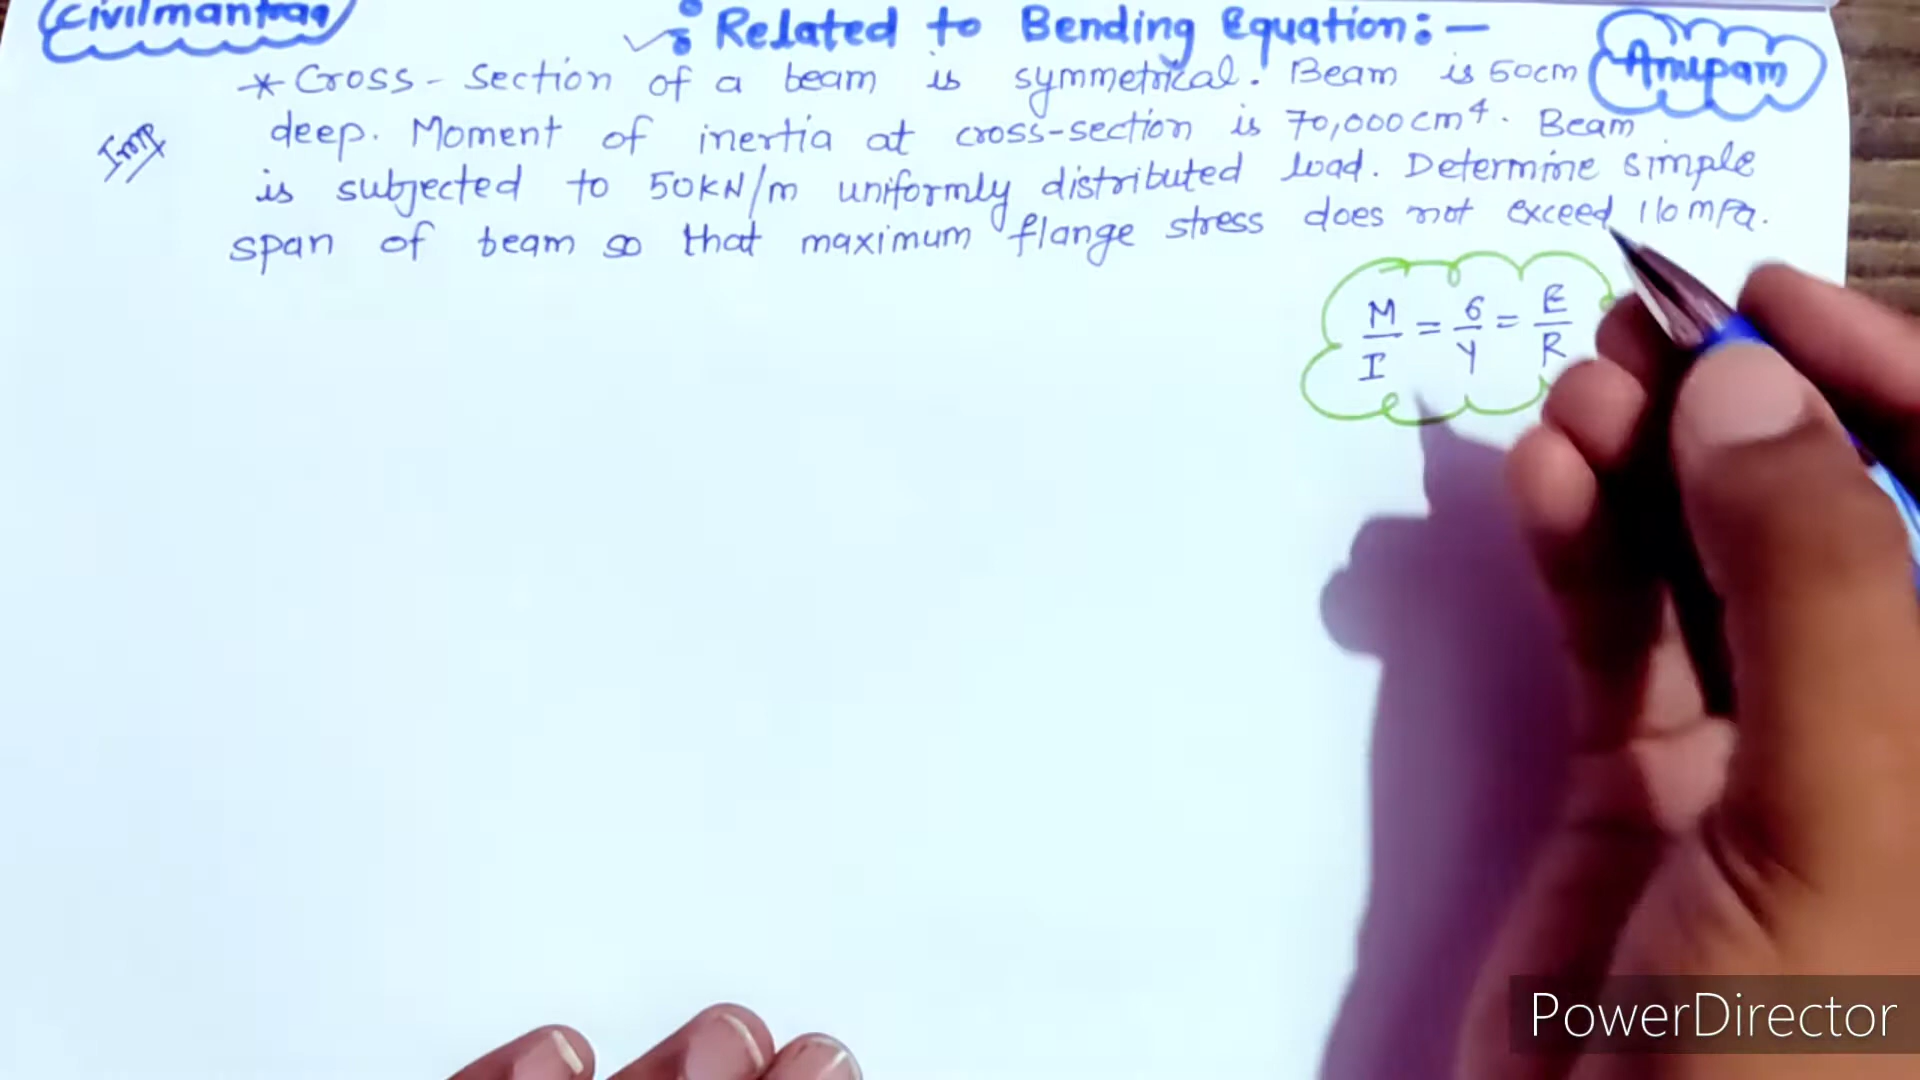 Civilmantraa
Related to Bending Equation:-
Anupam
* Cross-section of a beam is symmetrical. Beam is 50cm
deep. Moment of inertia at cross-section is 70,000cm⁴. Beam
Imp
is subjected to 50KN/m uniformly distributed load. Determine simple
span of beam so that maximum flange stress does not exceed 110mPa.
M/I = 6/Y = E/R
PowerDirector